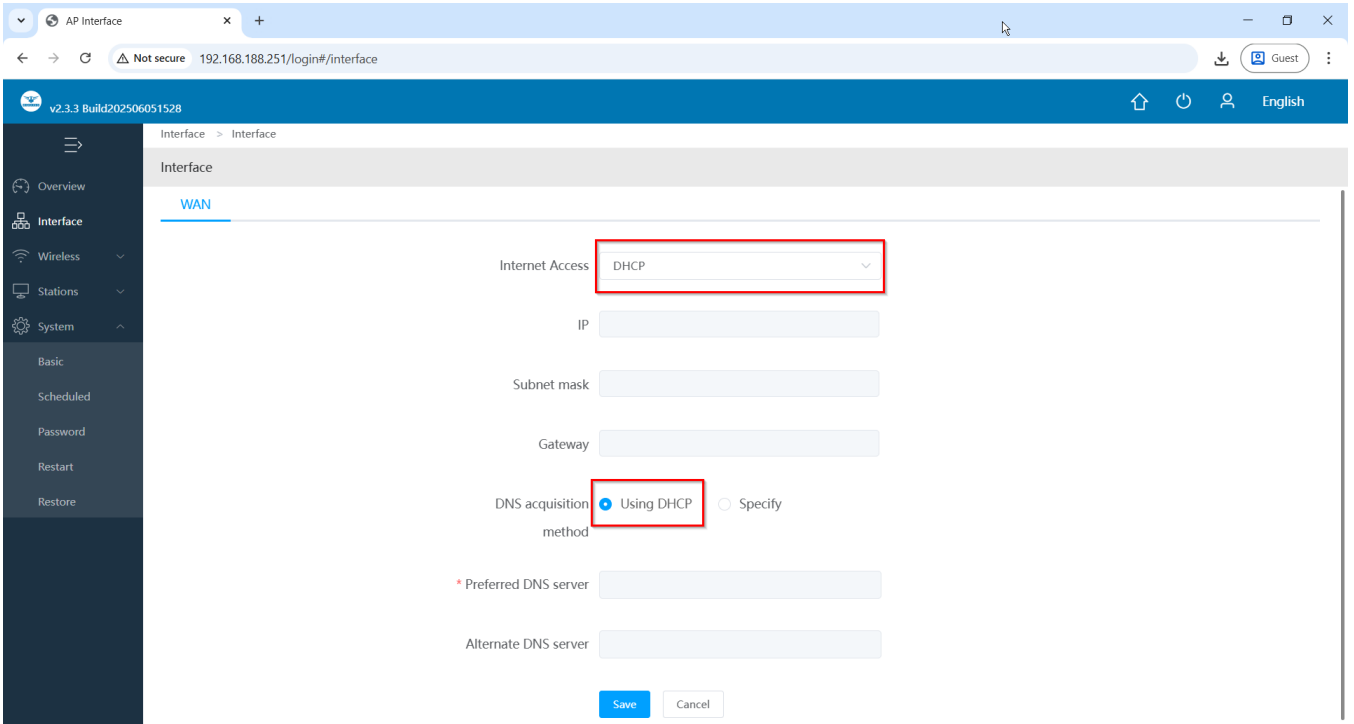 AP Interface
Not secure 192.168.188.251/login#/interface
Guest
v2.3.3 Build202506051528
English
Interface > Interface
Interface
Overview
WAN
Interface
Wireless
Internet Access DHCP
Stations
IP
System
Basic
Subnet mask
Scheduled
Password
Gateway
Restart
Restore
DNS acquisition method
Using DHCP
Specify
* Preferred DNS server
Alternate DNS server
Save Cancel